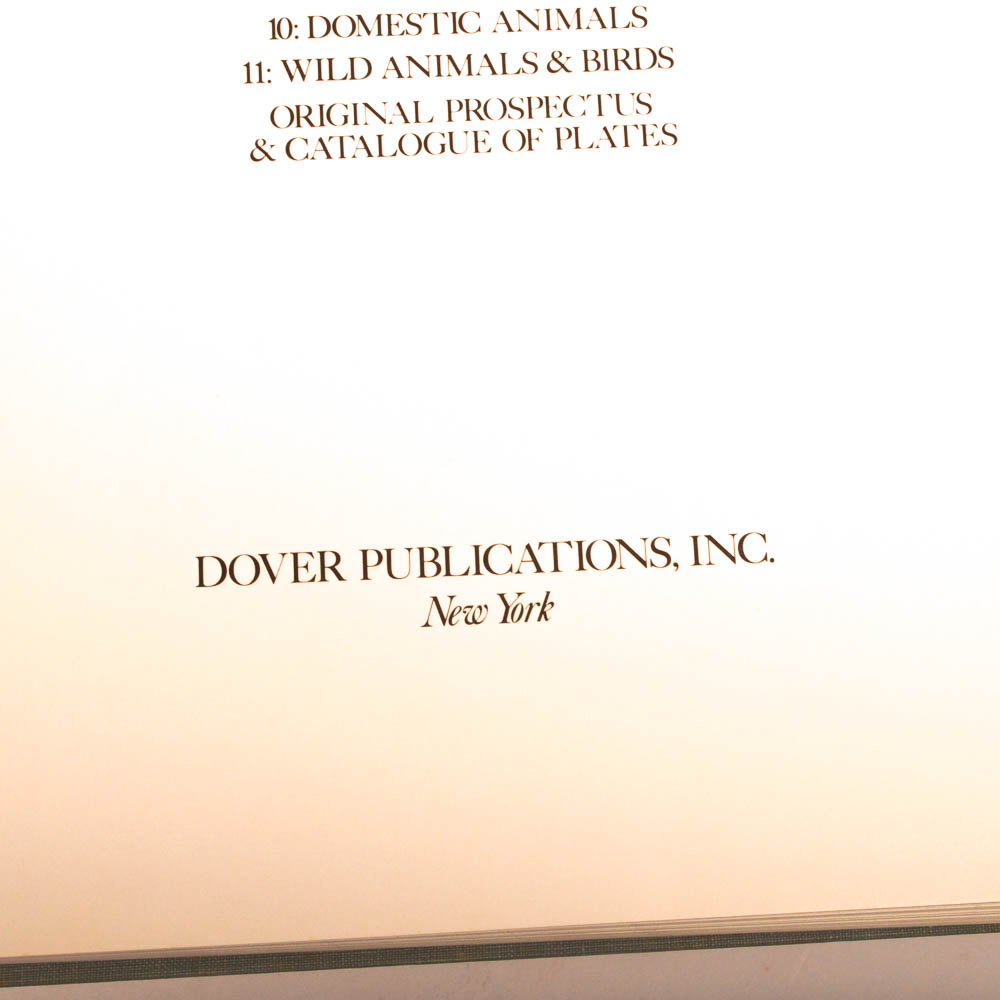 10: DOMESTIC ANIMALS
11: WILD ANIMALS & BIRDS
ORIGINAL PROSPECTUS
& CATALOGUE OF PLATES
DOVER PUBLICATIONS, INC.
New York